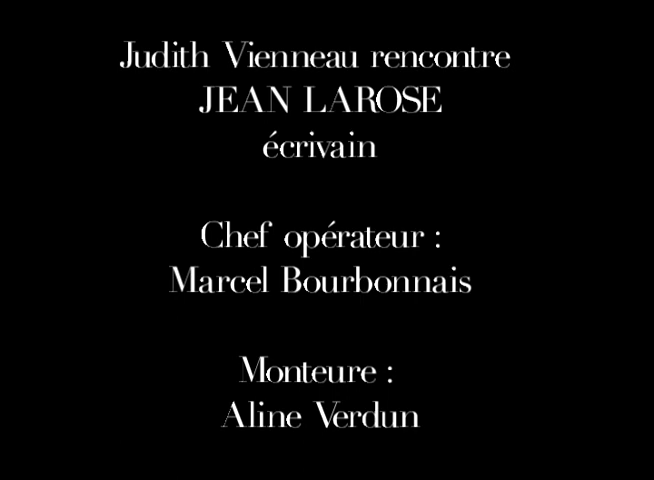 Judith Vienneau rencontre
JEAN LAROSE
écrivain
Chef opérateur :
Marcel Bourbonnais
Monteure :
Aline Verdun